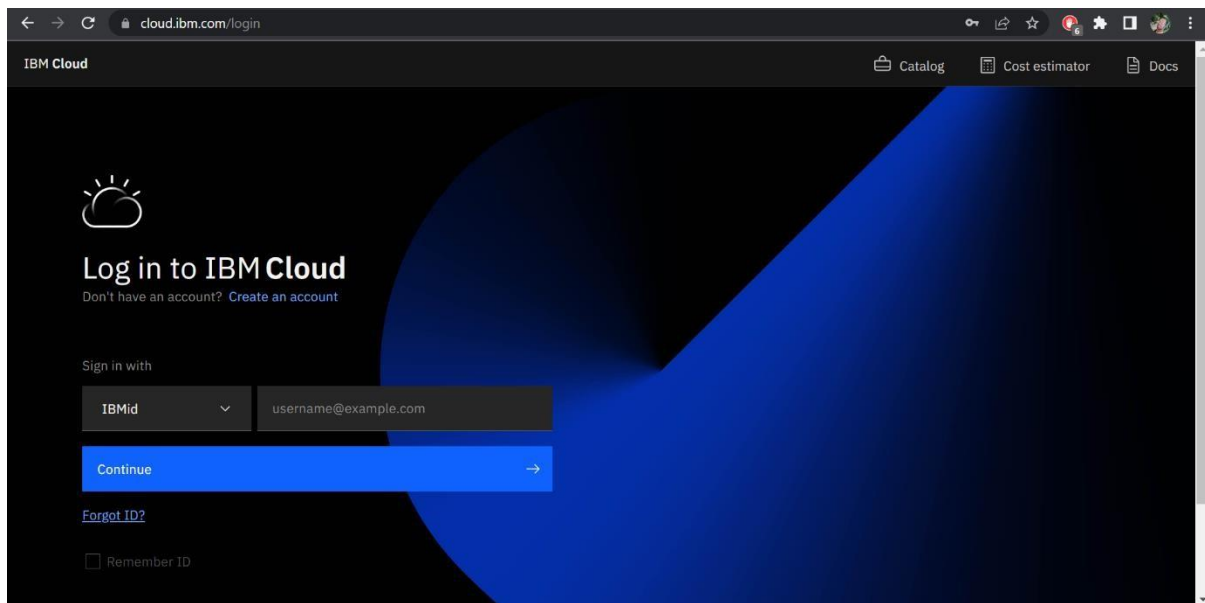 cloud.ibm.com/login
6
IBM Cloud
Catalog
Cost estimator
Docs
Log in to IBM Cloud
Don't have an account? Create an account
Sign in with
IBMid
username@example.com
Continue
Forgot ID?
Remember ID